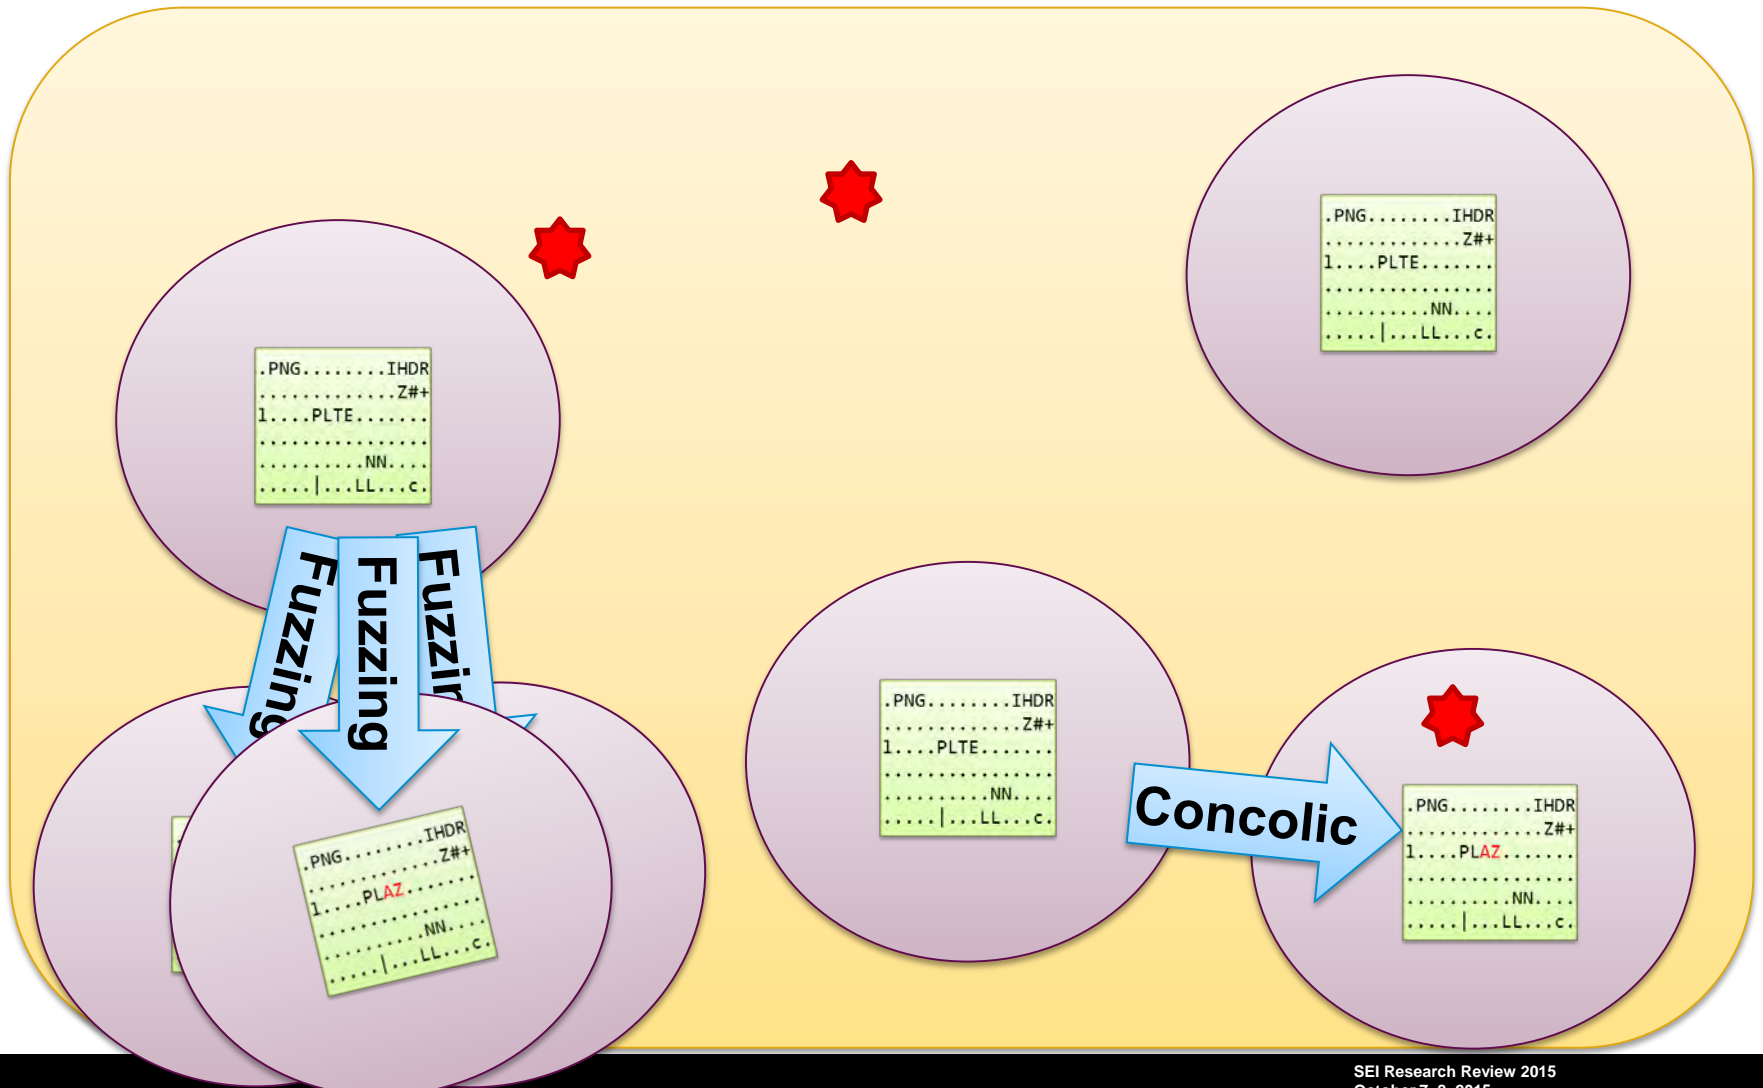 .PNG........IHDR
.............Z#+
1....PLTE.......
................
..........NN....
.....|...LL...c.
.PNG........IHDR
.............Z#+
1....PLTE.......
................
..........NN....
.....|...LL...c.
Fuzzing
Fuzzing
.PNG........IHDR
.............Z#+
1....PLTE.......
................
..........NN....
.....|...LL...c.
Concolic
.PNG........IHDR
.............Z#+
1....PLAZ.......
................
..........NN....
.....|...LL...c.
.PNG........IHDR
.............Z#+
1....PLAZ.......
................
..........NN....
.....|...LL...c.
SEI Research Review 2015